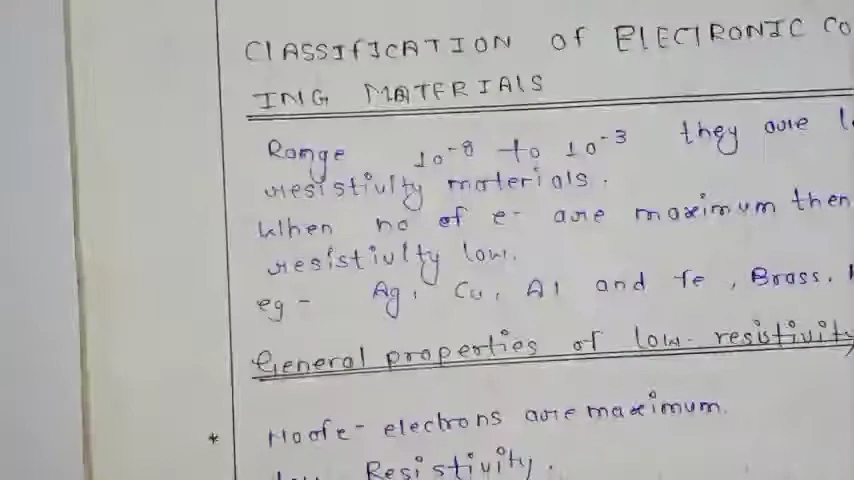 CLASSIFICATION OF ELECTRONIC CO
ING MATERIALS
Range 10-8 to 10-3 they are l
resistivity materials.
When no of e- are maximum then
resistivity low.
eg - Ag, Cu, Al and fe, Brass,
General properties of low- resistivity
* No of e- electrons are maximum.
Low Resistivity.